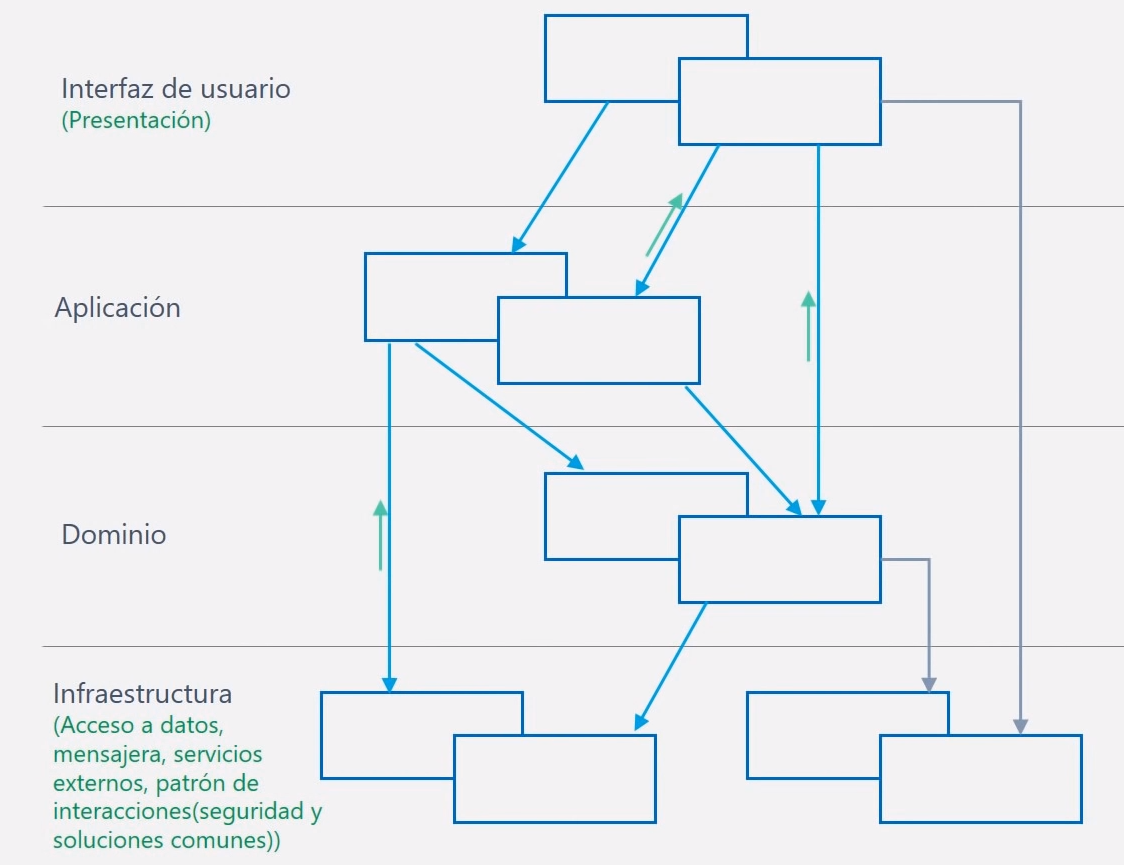 Interfaz de usuario
(Presentación)
Aplicación
Dominio
Infraestructura
(Acceso a datos,
mensajera, servicios
externos, patrón de
interacciones(seguridad y
soluciones comunes))